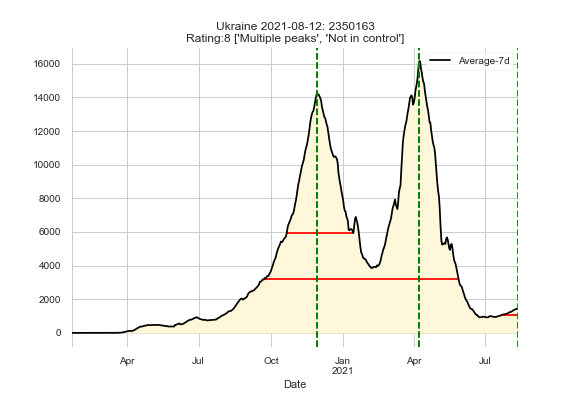 Ukraine 2021-08-12: 2350163
Rating:8 ['Multiple peaks', 'Not in control']
Average-7d
16000
14000
12000
10000
8000
6000
4000
2000
0
Apr Jul Oct Jan Apr Jul
2021
Date